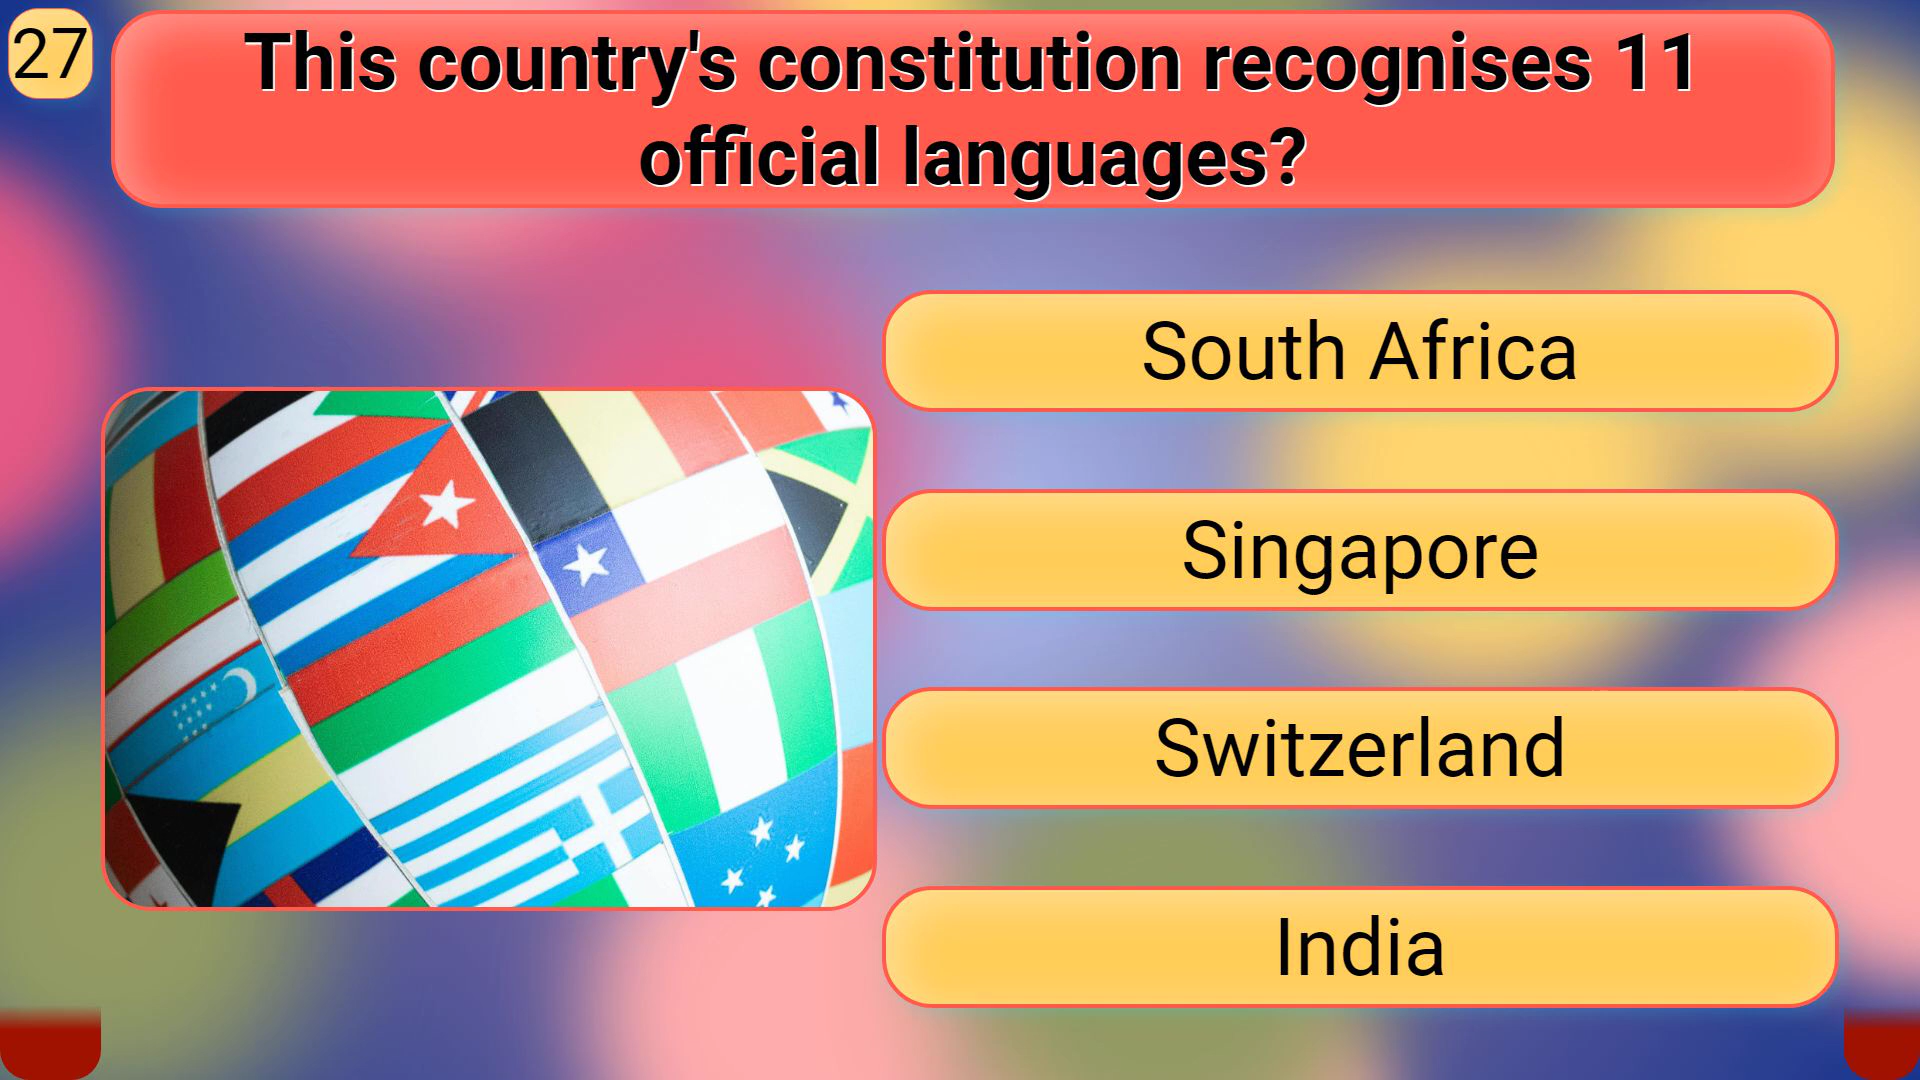 27
This country's constitution recognises 11
official languages?
South Africa
Singapore
Switzerland
India